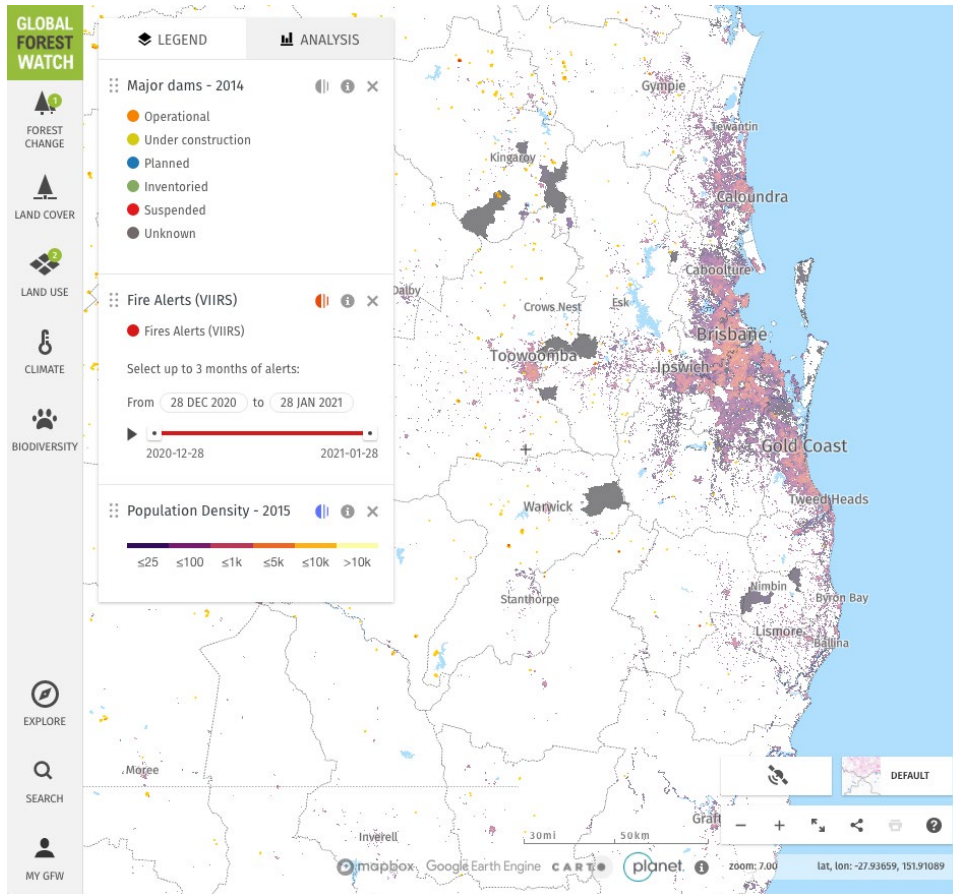 GLOBAL
FOREST
WATCH
1
FOREST
CHANGE
LAND COVER
2
LAND USE
CLIMATE
BIODIVERSITY
EXPLORE
SEARCH
MY GFW
LEGEND
ANALYSIS
Major dams - 2014
Operational
Under construction
Planned
Inventoried
Suspended
Unknown
Fire Alerts (VIIRS)
Fires Alerts (VIIRS)
Select up to 3 months of alerts:
From 28 DEC 2020 to 28 JAN 2021
2020-12-28 2021-01-28
Population Density - 2015
≤25 ≤100 ≤1k ≤5k ≤10k >10k
Gympie
Tewantin
Kingaroy
Caloundra
Caboolture
Dalby
Crows Nest
Esk
Brisbane
Toowoomba
Ipswich
Gold Coast
Warwick
Tweed Heads
Nimbin
Stanthorpe
Byron Bay
Lismore
Ballina
Moree
Graft
Inverell
DEFAULT
30mi 50km
mapbox Google Earth Engine CARTO planet. zoom: 7.00 lat, lon: -27.93659, 151.91089